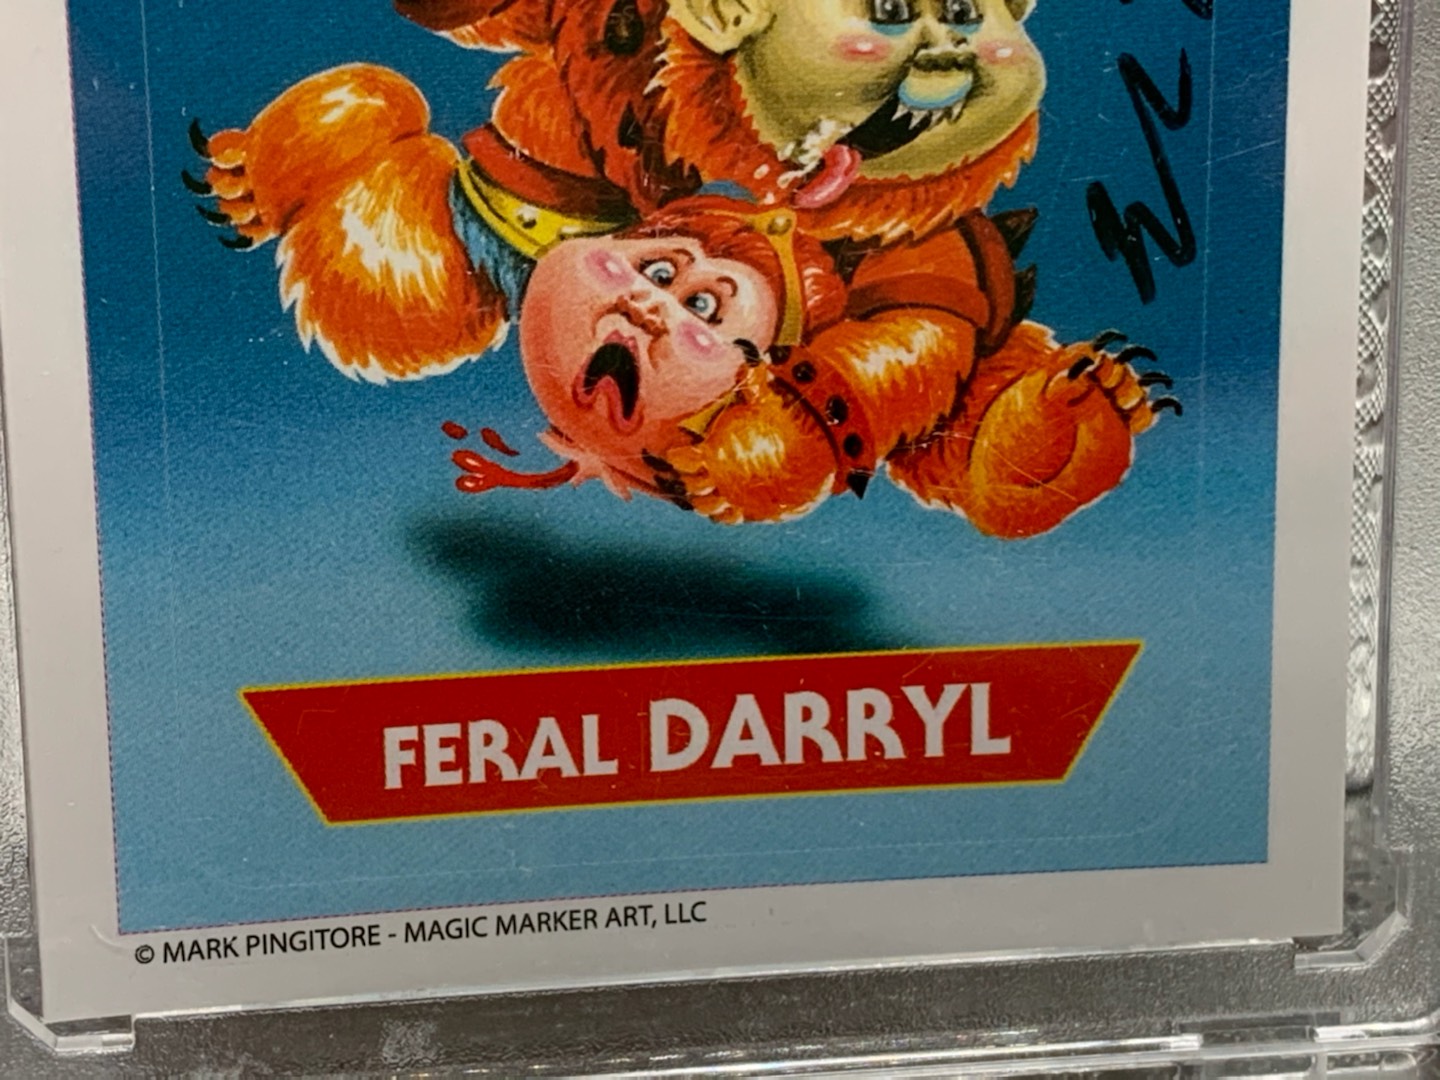 FERAL DARRYL
© MARK PINGITORE - MAGIC MARKER ART, LLC